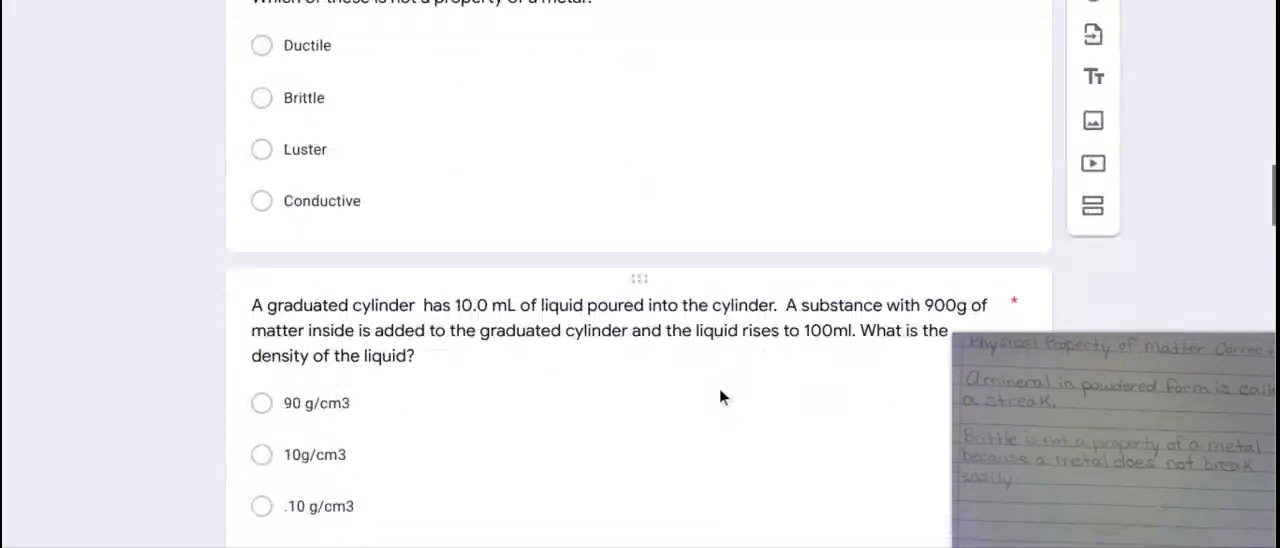 Which of these is not a property of a metal?
Ductile
Brittle
Luster
Conductive
A graduated cylinder has 10.0 mL of liquid poured into the cylinder. A substance with 900g of *
matter inside is added to the graduated cylinder and the liquid rises to 100ml. What is the
density of the liquid?
90 g/cm3
10g/cm3
.10 g/cm3
Physical Property of Matter Correct
A mineral in powdered form is call
a streak.
Brittle is not a property of a metal
because a metal does not break
easily